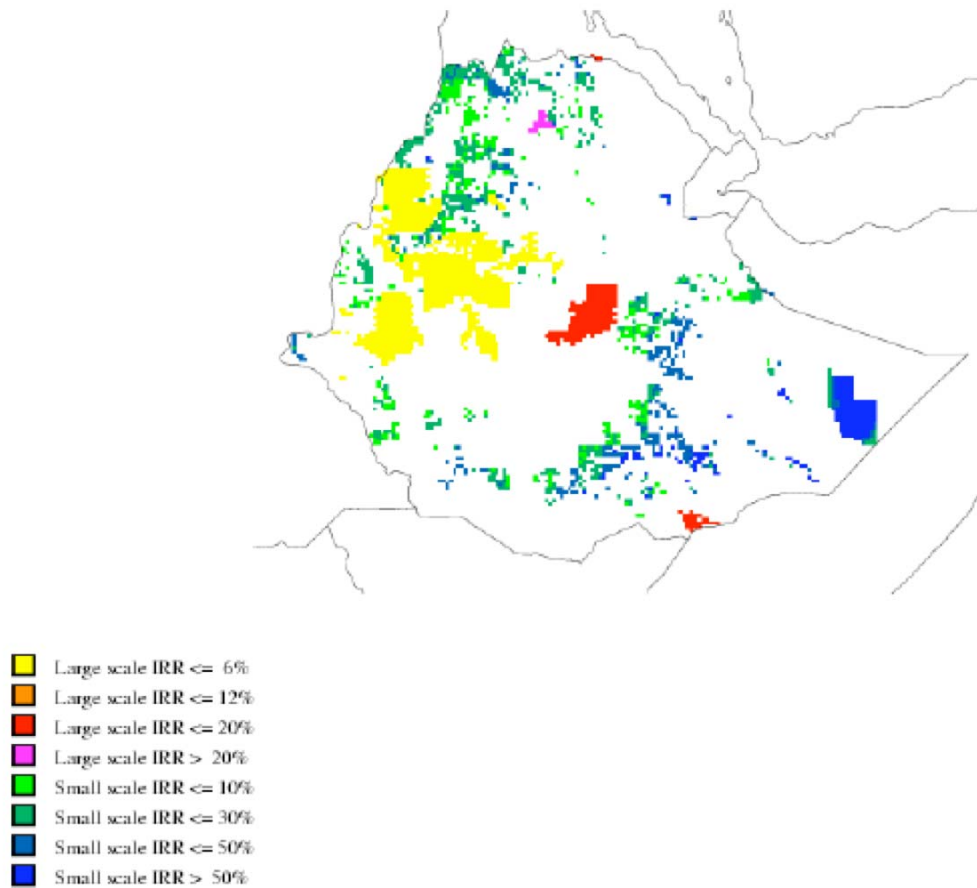 Large scale IRR <= 6%
Large scale IRR <= 12%
Large scale IRR <= 20%
Large scale IRR > 20%
Small scale IRR <= 10%
Small scale IRR <= 30%
Small scale IRR <= 50%
Small scale IRR > 50%